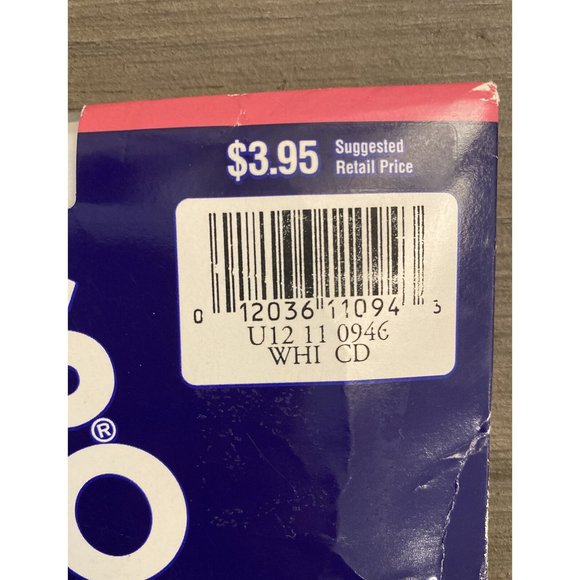 $3.95 Suggested
Retail Price
0 12036 11094 3
U12 11 0946
WHI CD
®
O